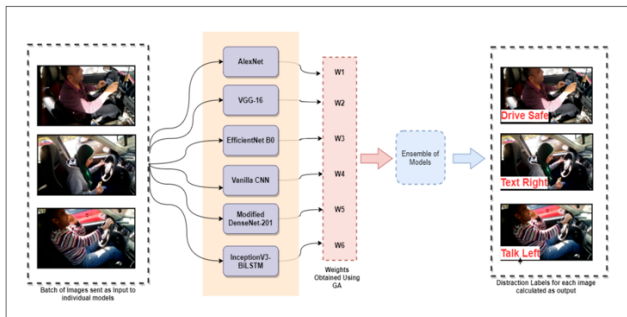 AlexNet
VGG-16
EfficientNet B0
Vanilla CNN
Modified
DenseNet-201
InceptionV3-
BiLSTM
W1
W2
W3
W4
W5
W6
Weights
Obtained Using
GA
Ensemble of
Models
Drive Safe
Text Right
Talk Left
Batch of Images sent as Input to
individual models
Distraction Labels for each image
calculated as output